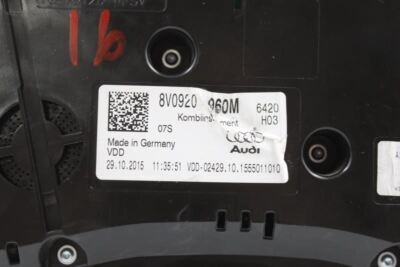 16
8V0920 960M 6420
Kombiinstrument H03
07S
Made in Germany
VDD Audi
29.10.2015 11:35:51 VDD-02429.10.1555011010